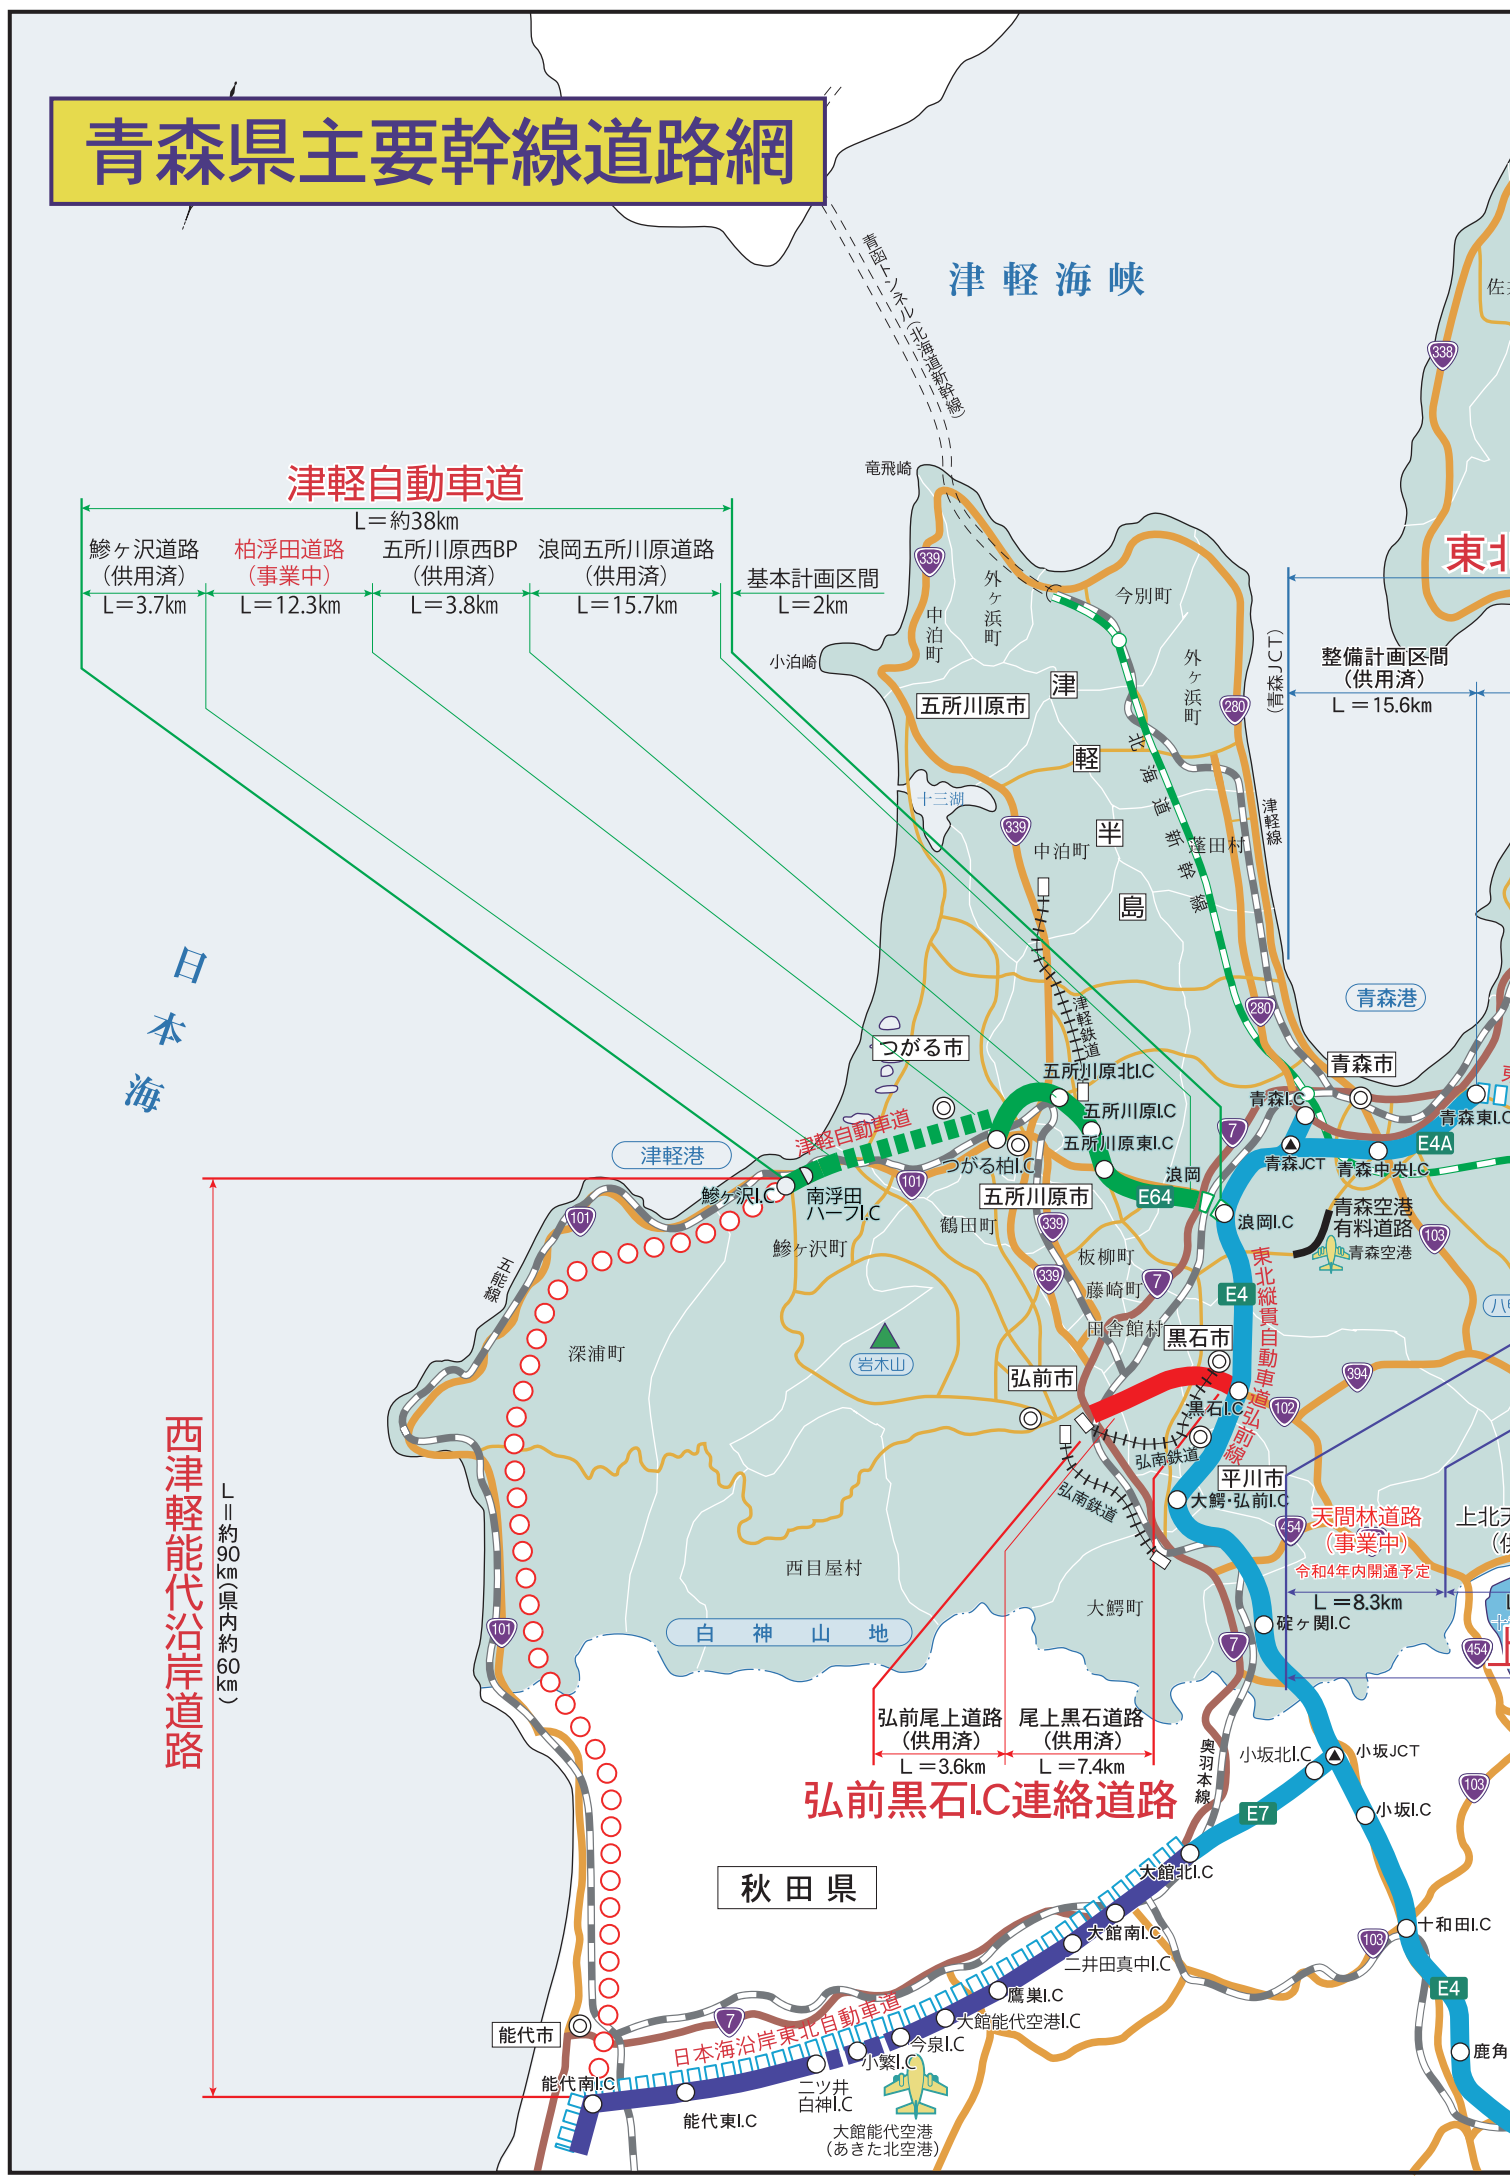 青森県主要幹線道路網
津軽海峡
青函トンネル(北海道新幹線)
338
竜飛崎
津軽自動車道
L=約38km
鰺ヶ沢道路
(供用済)
L=3.7km
柏浮田道路
(事業中)
L=12.3km
五所川原西BP
(供用済)
L=3.8km
浪岡五所川原道路
(供用済)
L=15.7km
基本計画区間
L=2km
339
外ヶ浜町
今別町
中泊町
小泊崎
外ヶ浜町
五所川原市
津軽半島
280
(青森JCT)
整備計画区間
(供用済)
L=15.6km
北海道新幹線
十三湖
339
中泊町
蓬田村
津軽線
日本海
280
青森港
津軽鉄道
つがる市
青森市
五所川原北I.C
五所川原I.C
五所川原東I.C
青森I.C
青森東I.C
津軽自動車道
7
E4A
津軽港
つがる柏I.C
浪岡
青森JCT
青森中央I.C
鰺ヶ沢I.C
南浮田
ハーフI.C
101
五所川原市
E64
青森空港
有料道路
101
鶴田町
339
浪岡I.C
103
鰺ヶ沢町
板柳町
青森空港
五能線
339
藤崎町
7
E4
東北縦貫自動車道弘前線
田舎館村
黒石市
深浦町
岩木山
弘前市
394
黒石I.C
102
弘南鉄道
平川市
弘南鉄道
大鰐・弘前I.C
西津軽能代沿岸道路
L=約90km(県内約60km)
454
天間林道路
(事業中)
令和4年内開通予定
L=8.3km
西目屋村
大鰐町
101
白神山地
7
碇ヶ関I.C
454
弘前尾上道路
(供用済)
L=3.6km
尾上黒石道路
(供用済)
L=7.4km
弘前黒石I.C連絡道路
奥羽本線
小坂北I.C
小坂JCT
103
E7
小坂I.C
秋田県
大館北I.C
大館南I.C
十和田I.C
103
二井田真中I.C
E4
鷹巣I.C
7
大館能代空港I.C
能代市
日本海沿岸東北自動車道
今泉I.C
小繋I.C
鹿角
能代南I.C
二ツ井
白神I.C
能代東I.C
大館能代空港
(あきた北空港)